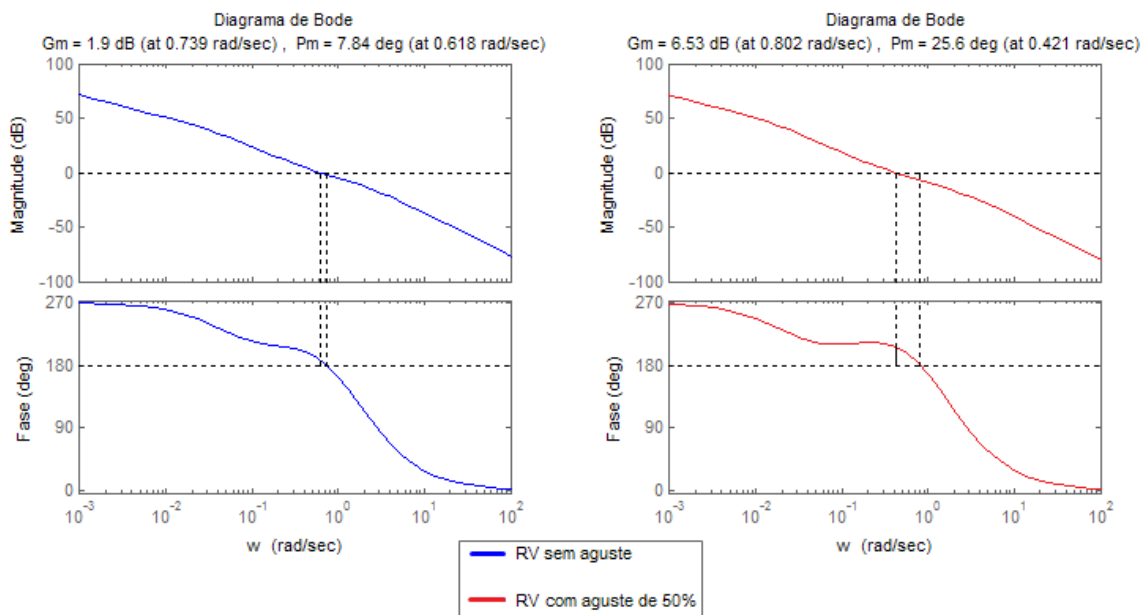 Diagrama de Bode
Gm = 1.9 dB (at 0.739 rad/sec) , Pm = 7.84 deg (at 0.618 rad/sec)
100
50
0
-50
-100
Magnitude (dB)
270
180
90
0
Fase (deg)
10^-3 10^-2 10^-1 10^0 10^1 10^2
w (rad/sec)
Diagrama de Bode
Gm = 6.53 dB (at 0.802 rad/sec) , Pm = 25.6 deg (at 0.421 rad/sec)
100
50
0
-50
-100
Magnitude (dB)
270
180
90
0
Fase (deg)
10^-3 10^-2 10^-1 10^0 10^1 10^2
w (rad/sec)
RV sem aguste
RV com aguste de 50%